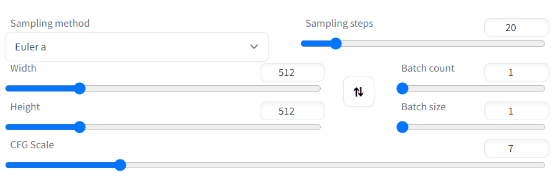 Sampling method Sampling steps 20
Euler a
Width 512 Batch count 1
Height 512 Batch size 1
CFG Scale 7